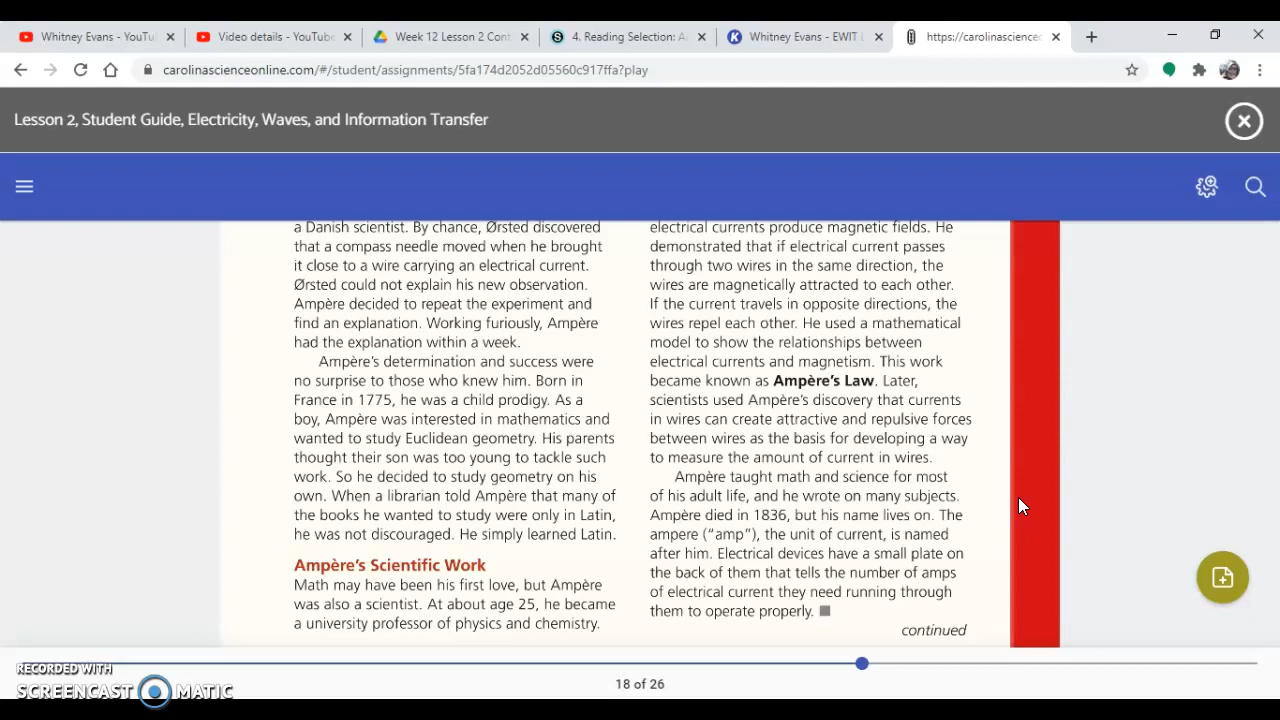 Whitney Evans - YouTu
Video details - YouTube
Week 12 Lesson 2 Cont
4. Reading Selection: A
Whitney Evans - EWIT L
https://carolinascience
carolinascienceonline.com/#/student/assignments/5fa174d2052d05560c917ffa?play
Lesson 2, Student Guide, Electricity, Waves, and Information Transfer
a Danish scientist. By chance, Ørsted discovered
that a compass needle moved when he brought
it close to a wire carrying an electrical current.
Ørsted could not explain his new observation.
Ampère decided to repeat the experiment and
find an explanation. Working furiously, Ampère
had the explanation within a week.
Ampère's determination and success were
no surprise to those who knew him. Born in
France in 1775, he was a child prodigy. As a
boy, Ampère was interested in mathematics and
wanted to study Euclidean geometry. His parents
thought their son was too young to tackle such
work. So he decided to study geometry on his
own. When a librarian told Ampère that many of
the books he wanted to study were only in Latin,
he was not discouraged. He simply learned Latin.
Ampère's Scientific Work
Math may have been his first love, but Ampère
was also a scientist. At about age 25, he became
a university professor of physics and chemistry.
electrical currents produce magnetic fields. He
demonstrated that if electrical current passes
through two wires in the same direction, the
wires are magnetically attracted to each other.
If the current travels in opposite directions, the
wires repel each other. He used a mathematical
model to show the relationships between
electrical currents and magnetism. This work
became known as Ampère's Law. Later,
scientists used Ampère's discovery that currents
in wires can create attractive and repulsive forces
between wires as the basis for developing a way
to measure the amount of current in wires.
Ampère taught math and science for most
of his adult life, and he wrote on many subjects.
Ampère died in 1836, but his name lives on. The
ampere ("amp"), the unit of current, is named
after him. Electrical devices have a small plate on
the back of them that tells the number of amps
of electrical current they need running through
them to operate properly.
continued
18 of 26
RECORDED WITH
SCREENCAST MATIC